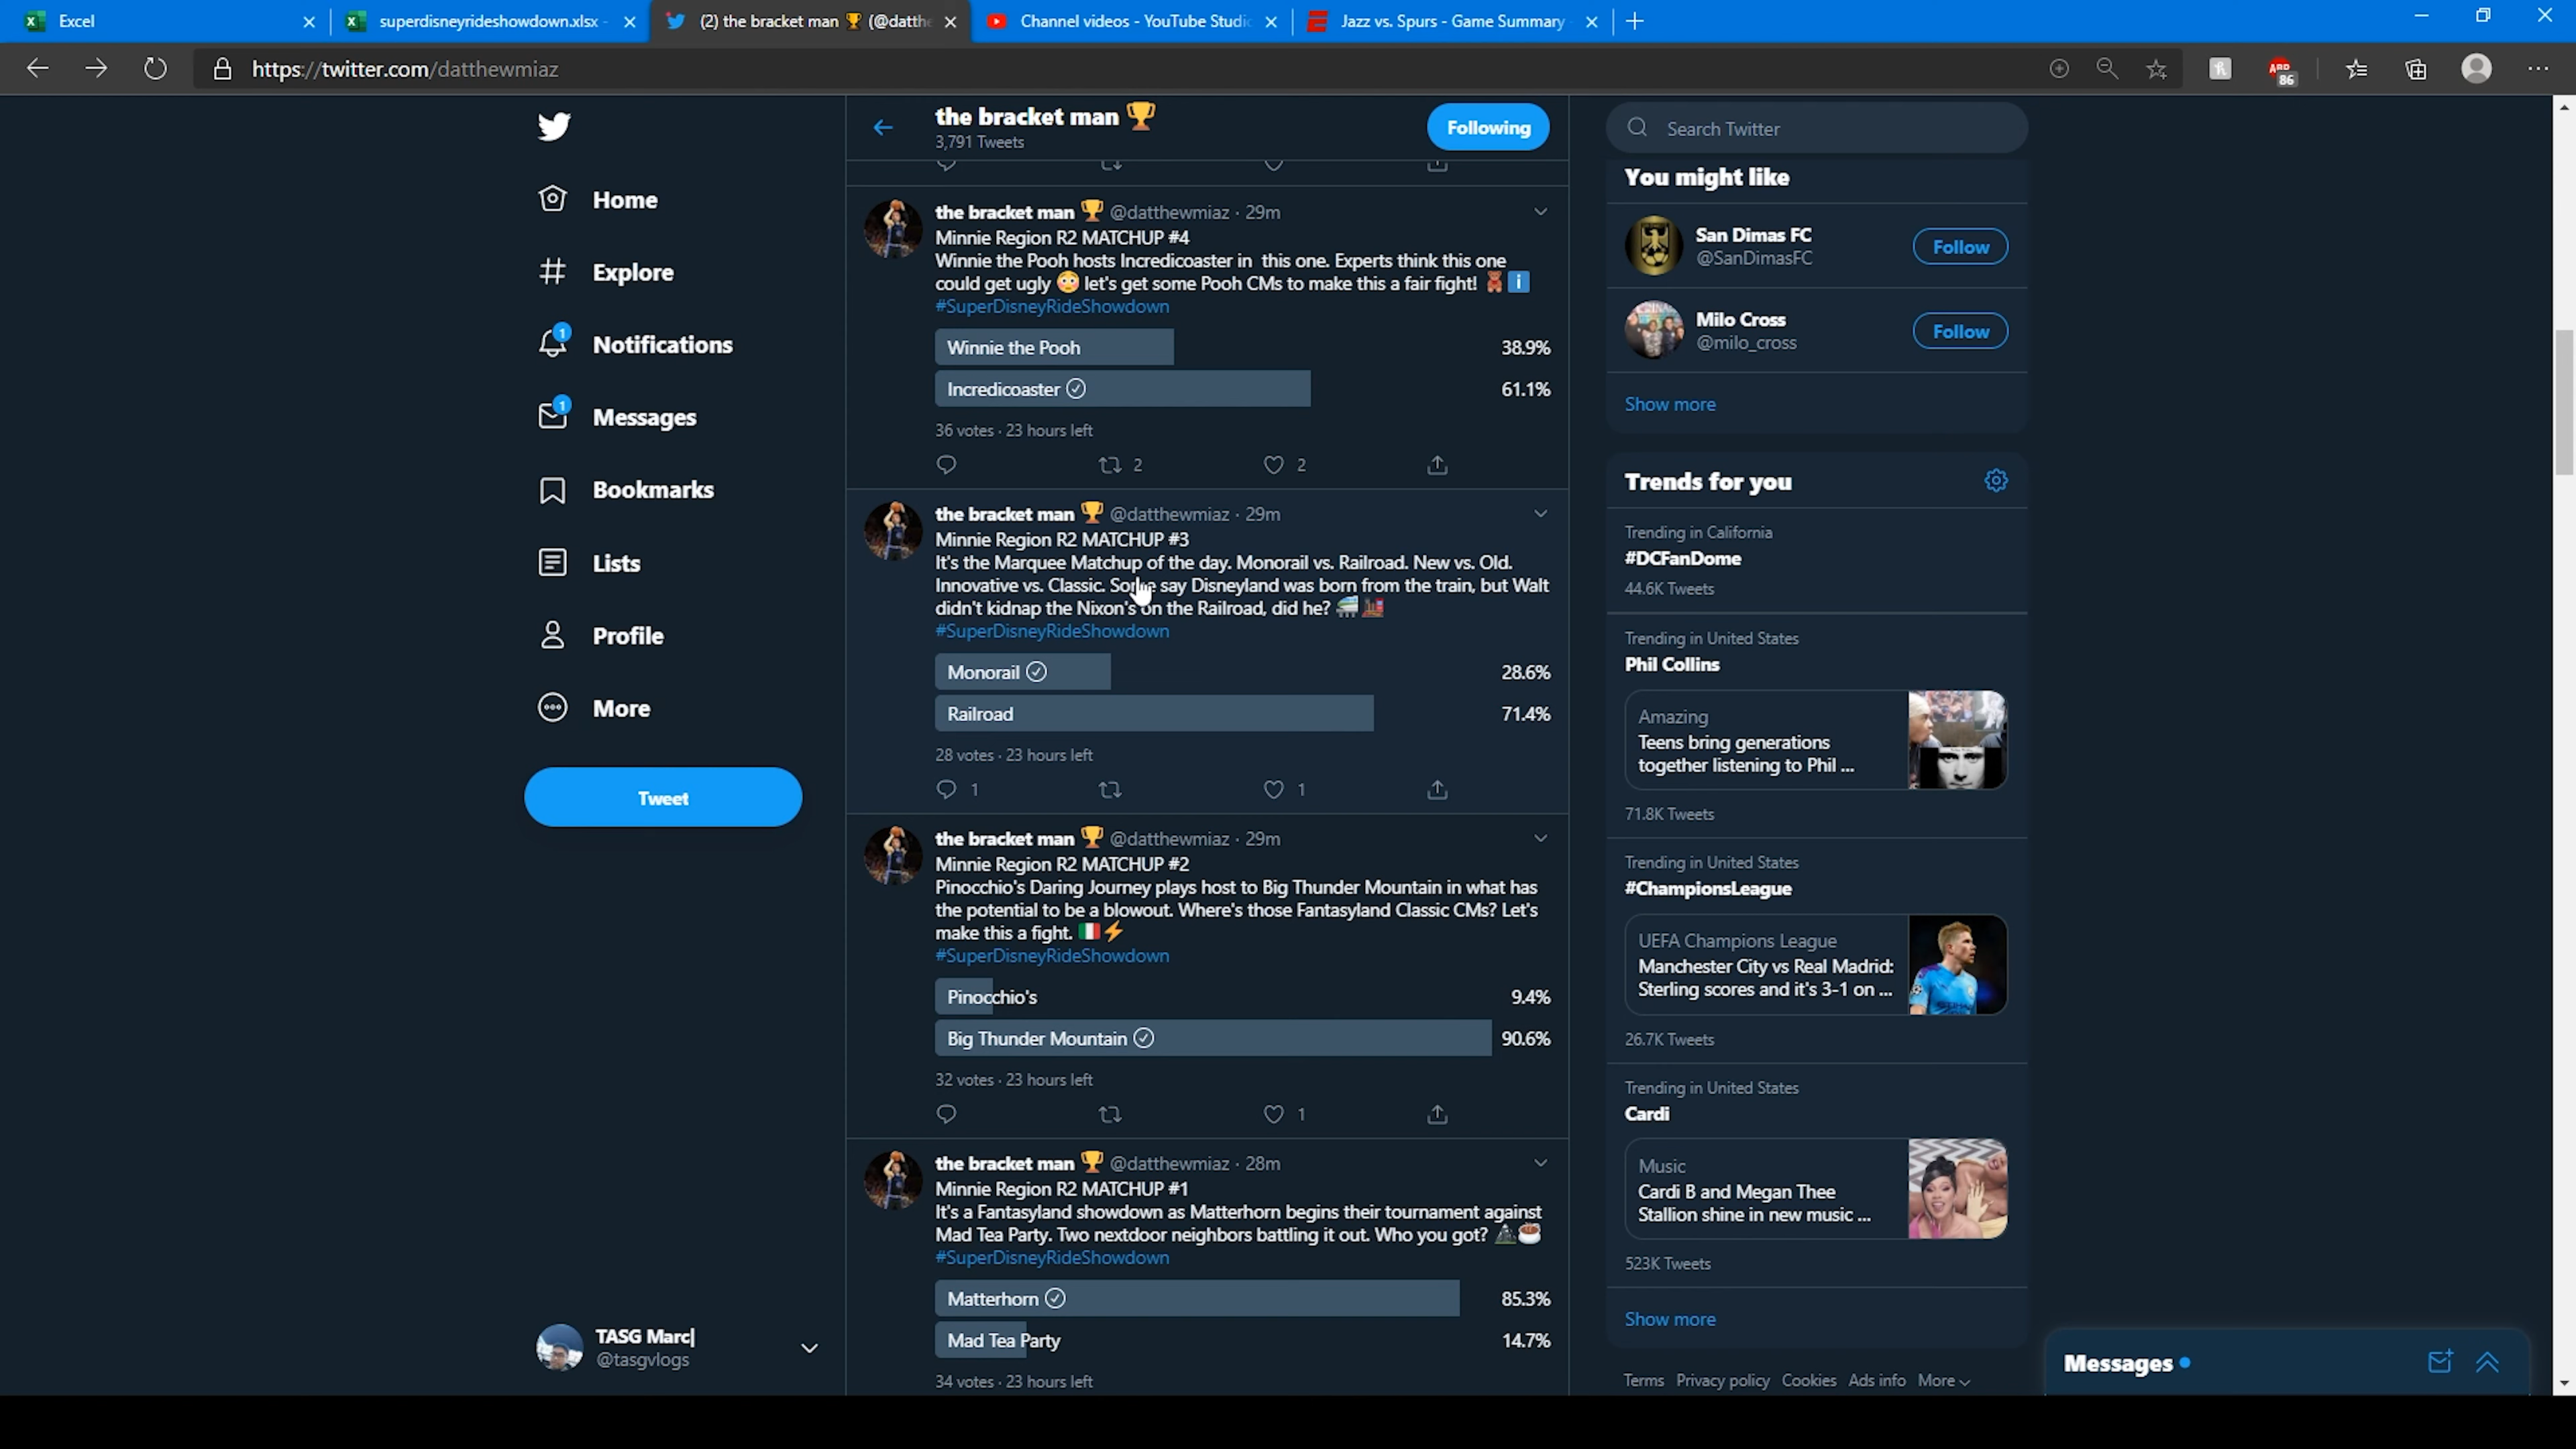 Excel
superdisneyrideshowdown.xlsx -
(2) the bracket man 🏆 (@datthe
Channel videos - YouTube Studio
Jazz vs. Spurs - Game Summary
https://twitter.com/datthewmiaz
ABP
86
the bracket man 🏆
3,791 Tweets
Following
Search Twitter
Home
Explore
1
Notifications
1
Messages
Bookmarks
Lists
Profile
More
Tweet
TASG Marc|
@tasgvlogs
the bracket man 🏆 @datthewmiaz · 29m
Minnie Region R2 MATCHUP #4
Winnie the Pooh hosts Incredicoaster in this one. Experts think this one
could get ugly 😳 let's get some Pooh CMs to make this a fair fight! 🧸ℹ️
#SuperDisneyRideShowdown
Winnie the Pooh 38.9%
Incredicoaster 61.1%
36 votes · 23 hours left
2 2
the bracket man 🏆 @datthewmiaz · 29m
Minnie Region R2 MATCHUP #3
It's the Marquee Matchup of the day. Monorail vs. Railroad. New vs. Old.
Innovative vs. Classic. Some say Disneyland was born from the train, but Walt
didn't kidnap the Nixon's on the Railroad, did he? 🚝🚂
#SuperDisneyRideShowdown
Monorail 28.6%
Railroad 71.4%
28 votes · 23 hours left
1 1
the bracket man 🏆 @datthewmiaz · 29m
Minnie Region R2 MATCHUP #2
Pinocchio's Daring Journey plays host to Big Thunder Mountain in what has
the potential to be a blowout. Where's those Fantasyland Classic CMs? Let's
make this a fight. 🇮🇹⚡
#SuperDisneyRideShowdown
Pinocchio's 9.4%
Big Thunder Mountain 90.6%
32 votes · 23 hours left
1
the bracket man 🏆 @datthewmiaz · 28m
Minnie Region R2 MATCHUP #1
It's a Fantasyland showdown as Matterhorn begins their tournament against
Mad Tea Party. Two nextdoor neighbors battling it out. Who you got? ⛰️☕
#SuperDisneyRideShowdown
Matterhorn 85.3%
Mad Tea Party 14.7%
34 votes · 23 hours left
You might like
San Dimas FC
@SanDimasFC
Follow
Milo Cross
@milo_cross
Follow
Show more
Trends for you
Trending in California
#DCFanDome
44.6K Tweets
Trending in United States
Phil Collins
Amazing
Teens bring generations
together listening to Phil ...
71.8K Tweets
Trending in United States
#ChampionsLeague
UEFA Champions League
Manchester City vs Real Madrid:
Sterling scores and it's 3-1 on ...
26.7K Tweets
Trending in United States
Cardi
Music
Cardi B and Megan Thee
Stallion shine in new music ...
523K Tweets
Show more
Terms Privacy policy Cookies Ads info More
Messages